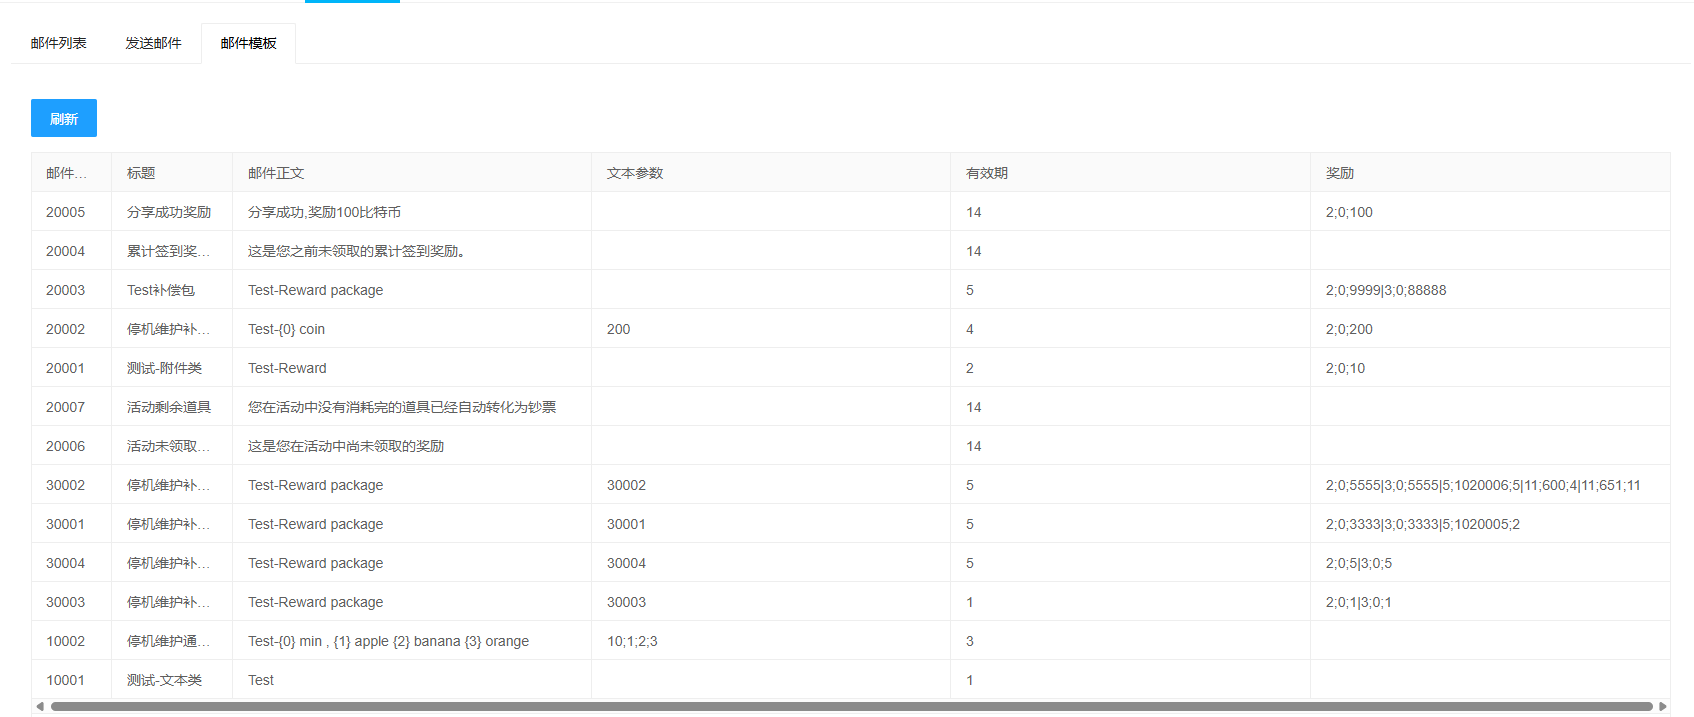 邮件列表 发送邮件 邮件模板
刷新
邮件... 标题 邮件正文 文本参数 有效期 奖励
20005 分享成功奖励 分享成功,奖励100比特币 14 2;0;100
20004 累计签到奖... 这是您之前未领取的累计签到奖励。 14
20003 Test补偿包 Test-Reward package 5 2;0;9999|3;0;88888
20002 停机维护补... Test-{0} coin 200 4 2;0;200
20001 测试-附件类 Test-Reward 2 2;0;10
20007 活动剩余道具 您在活动中没有消耗完的道具已经自动转化为钞票 14
20006 活动未领取... 这是您在活动中尚未领取的奖励 14
30002 停机维护补... Test-Reward package 30002 5 2;0;5555|3;0;5555|5;1020006;5|11;600;4|11;651;11
30001 停机维护补... Test-Reward package 30001 5 2;0;3333|3;0;3333|5;1020005;2
30004 停机维护补... Test-Reward package 30004 5 2;0;5|3;0;5
30003 停机维护补... Test-Reward package 30003 1 2;0;1|3;0;1
10002 停机维护通... Test-{0} min , {1} apple {2} banana {3} orange 10;1;2;3 3
10001 测试-文本类 Test 1